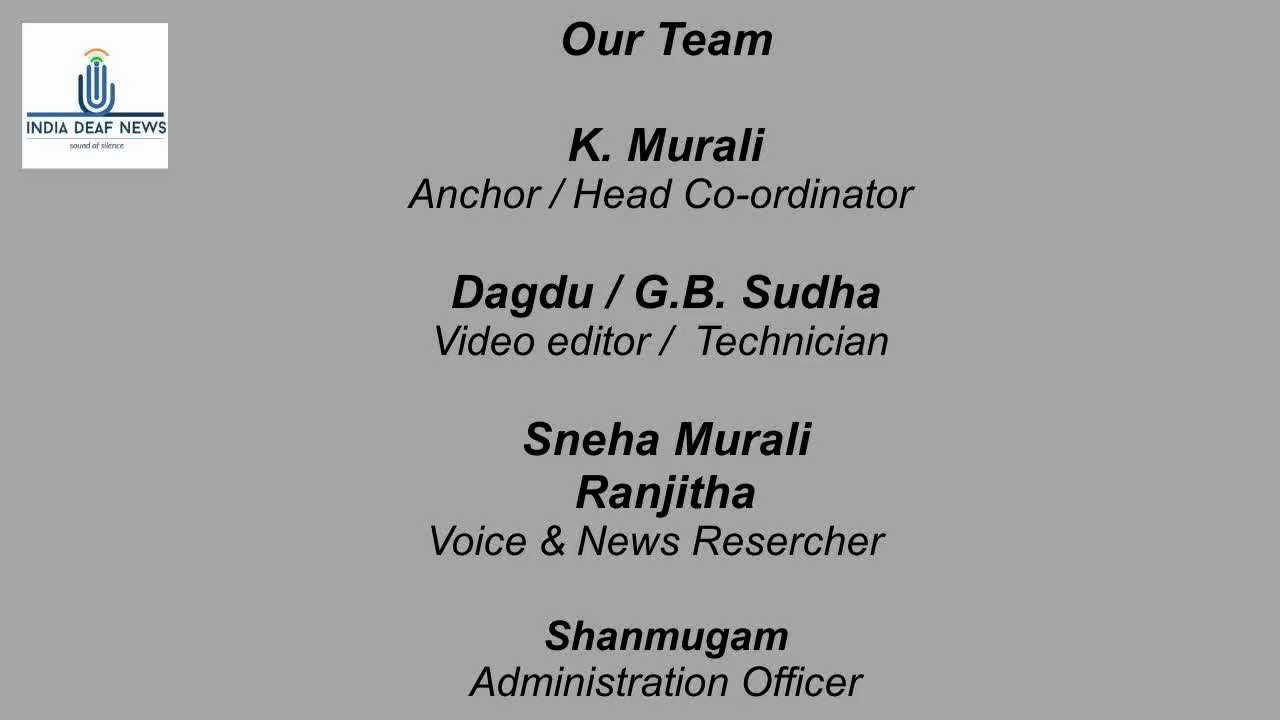 INDIA DEAF NEWS
sound of silence
Our Team
K. Murali
Anchor / Head Co-ordinator
Dagdu / G.B. Sudha
Video editor / Technician
Sneha Murali
Ranjitha
Voice & News Resercher
Shanmugam
Administration Officer